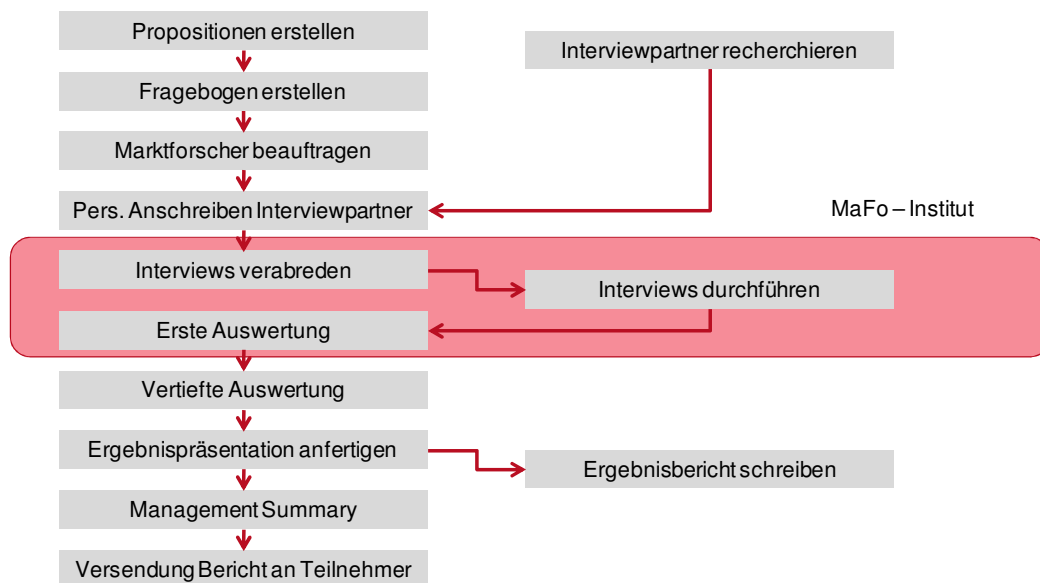 Propositionen erstellen
Interviewpartner recherchieren
Fragebogen erstellen
Marktforscher beauftragen
Pers. Anschreiben Interviewpartner
MaFo – Institut
Interviews verabreden
Interviews durchführen
Erste Auswertung
Vertiefte Auswertung
Ergebnispräsentation anfertigen
Ergebnisbericht schreiben
Management Summary
Versendung Bericht an Teilnehmer